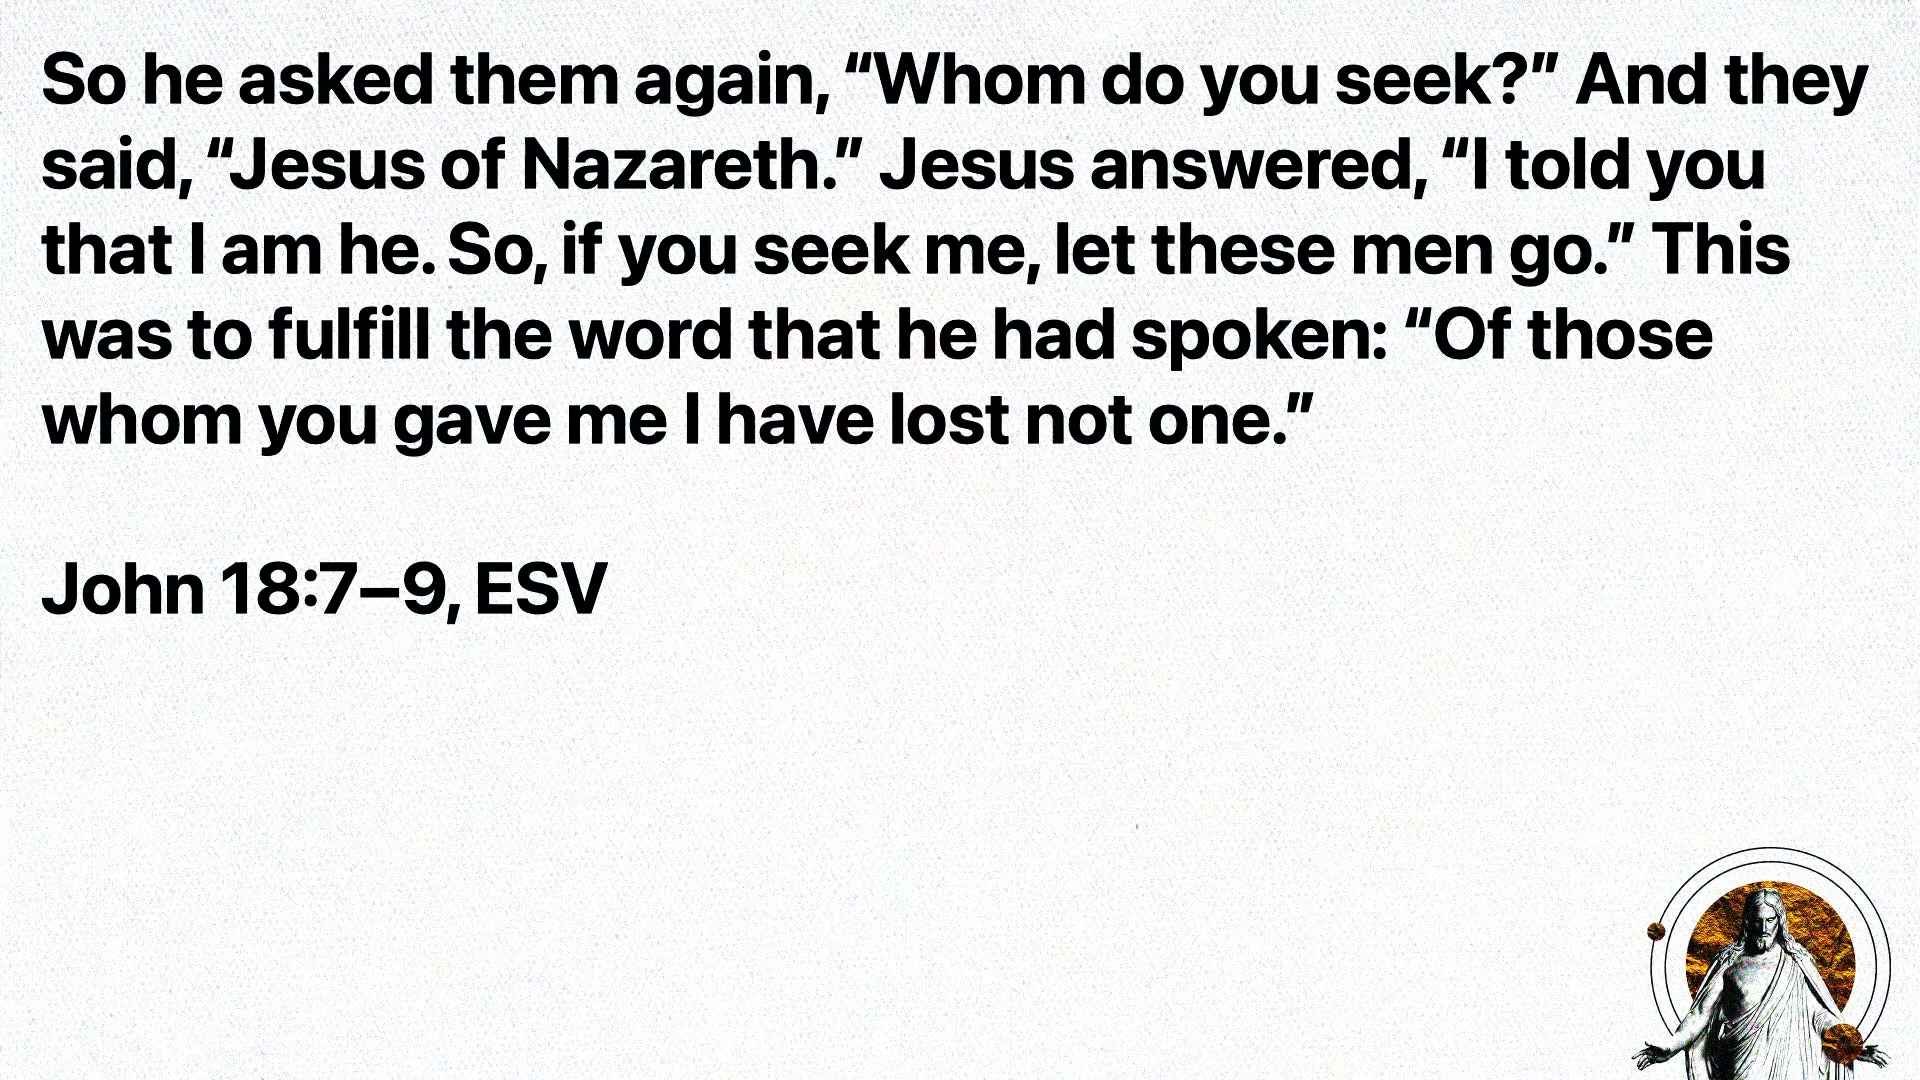 So he asked them again, “Whom do you seek?” And they
said, “Jesus of Nazareth.” Jesus answered, “I told you
that I am he. So, if you seek me, let these men go.” This
was to fulfill the word that he had spoken: “Of those
whom you gave me I have lost not one.”
John 18:7–9, ESV